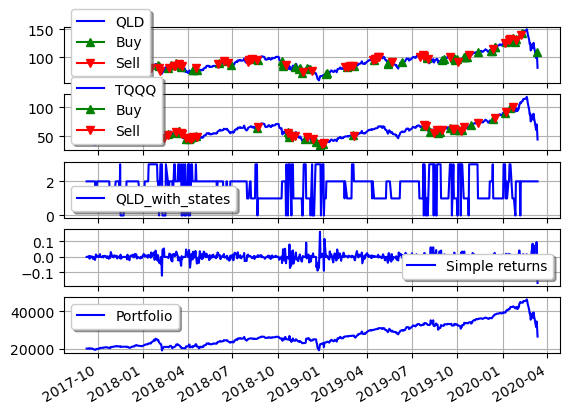 150
100
QLD
Buy
Sell
100
50
TQQQ
Buy
Sell
2
0
QLD_with_states
0.1
0.0
−0.1
Simple returns
40000
20000
Portfolio
2017-10 2018-01 2018-04 2018-07 2018-10 2019-01 2019-04 2019-07 2019-10 2020-01 2020-04